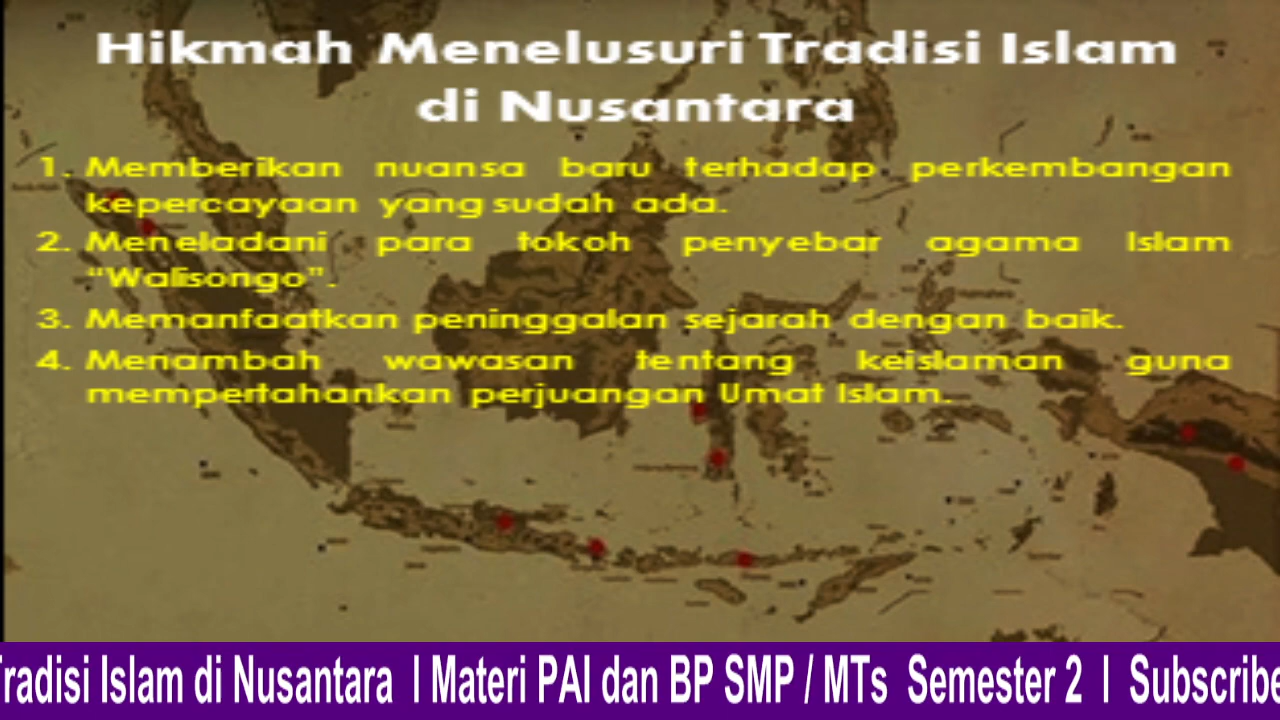 Hikmah Menelusuri Tradisi Islam
di Nusantara
1. Memberikan nuansa baru terhadap perkembangan
kepercayaan yang sudah ada.
2. Meneladani para tokoh penyebar agama Islam
“Walisongo”.
3. Memanfaatkan peninggalan sejarah dengan baik.
4. Menambah wawasan tentang keislaman guna
mempertahankan perjuangan Umat Islam.
Tradisi Islam di Nusantara l Materi PAI dan BP SMP / MTs Semester 2 l Subscribe